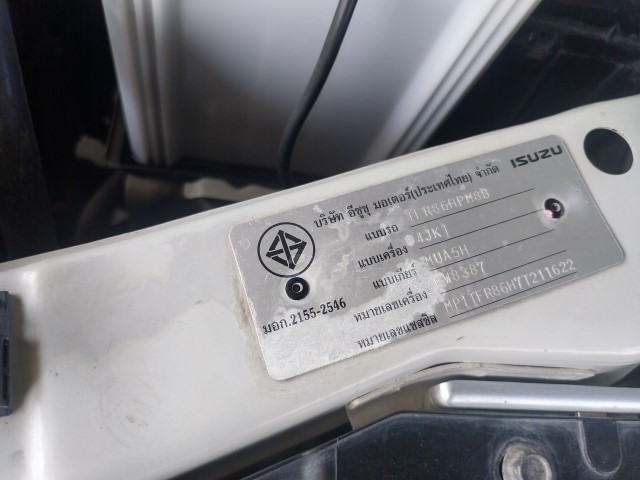 ISUZU
บริษัท อีซูซุ มอเตอร์(ประเทศไทย) จำกัด
แบบรถ TFR86HPM8B
แบบเครื่อง 4JK1
แบบเกียร์ MUA5H
หมายเลขเครื่อง
หมายเลขแชสซิส MP1TFR86H7T211622
มอก.2155-2546